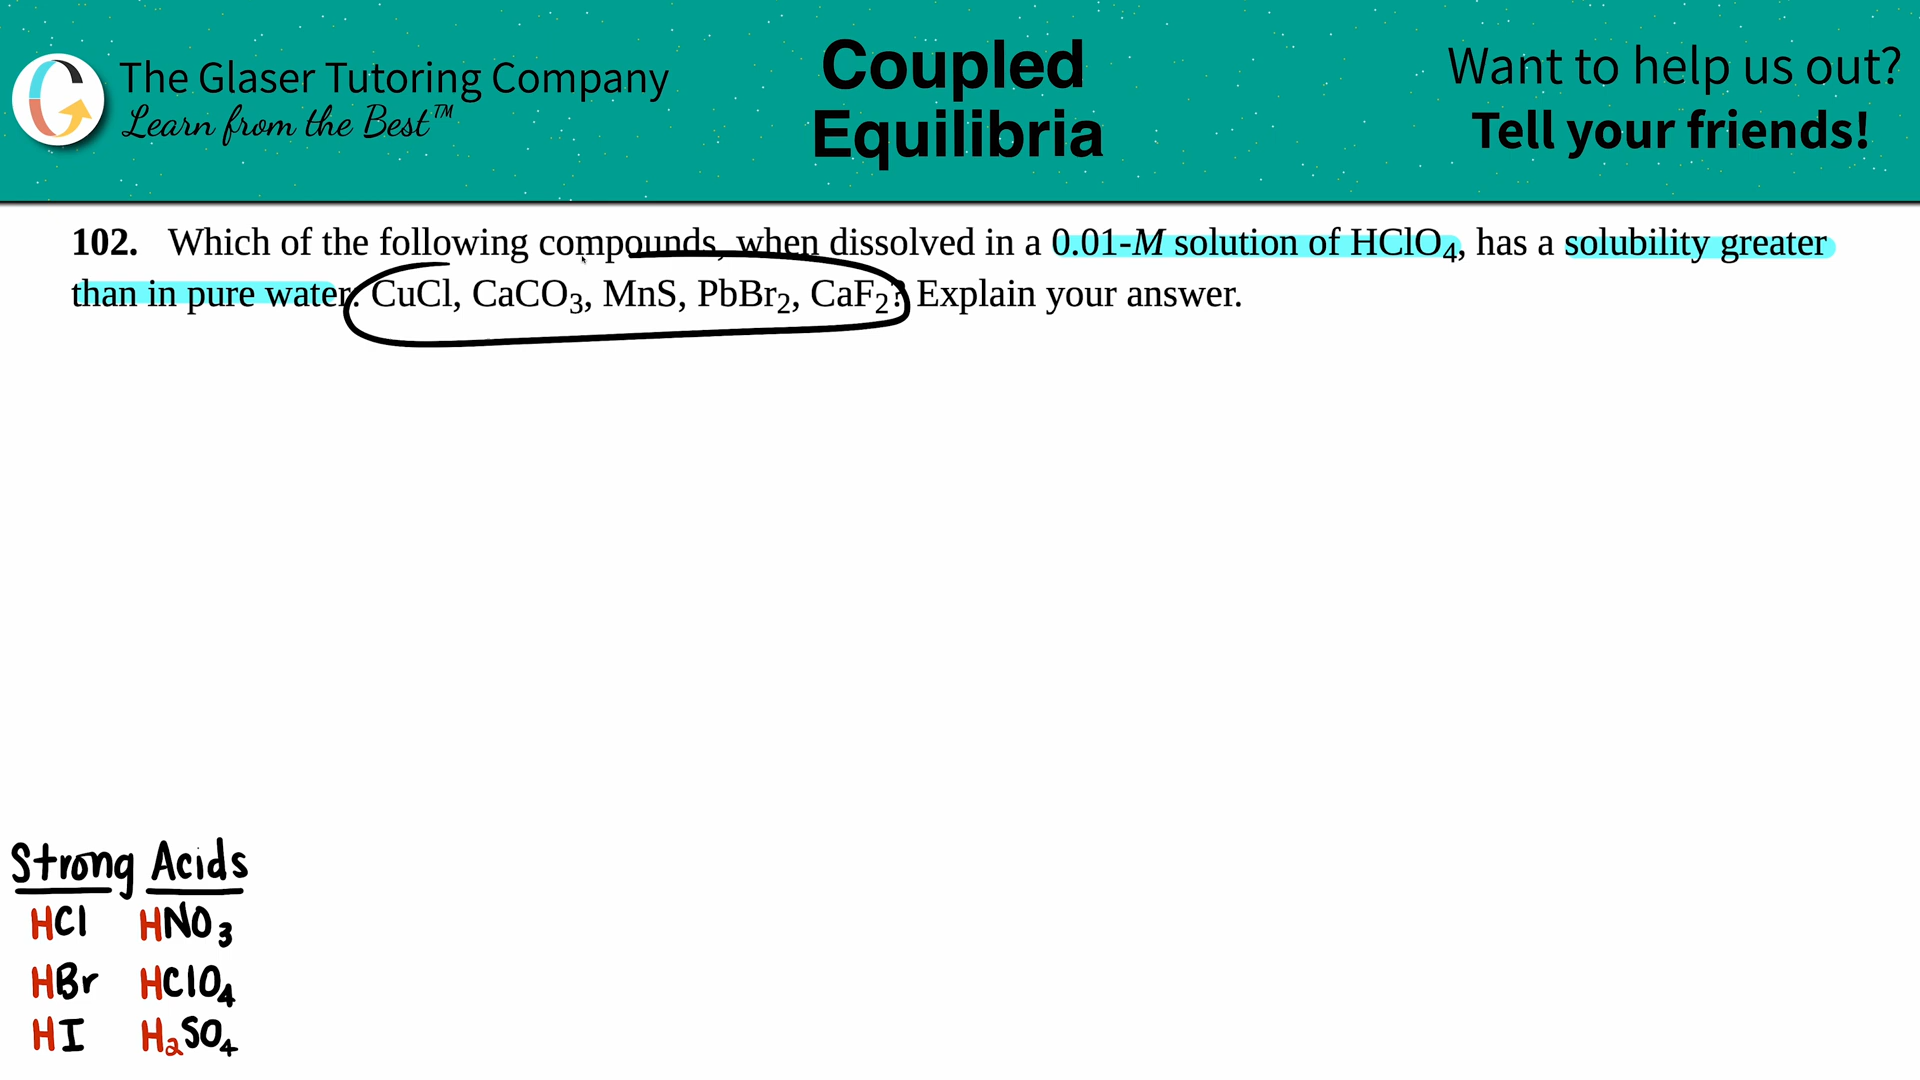 The Glaser Tutoring Company
Learn from the Best™
Coupled
Equilibria
Want to help us out?
Tell your friends!
102. Which of the following compounds, when dissolved in a 0.01-M solution of HClO₄, has a solubility greater
than in pure water. CuCl, CaCO₃, MnS, PbBr₂, CaF₂? Explain your answer.
Strong Acids
HCl HNO₃
HBr HClO₄
HI H₂SO₄